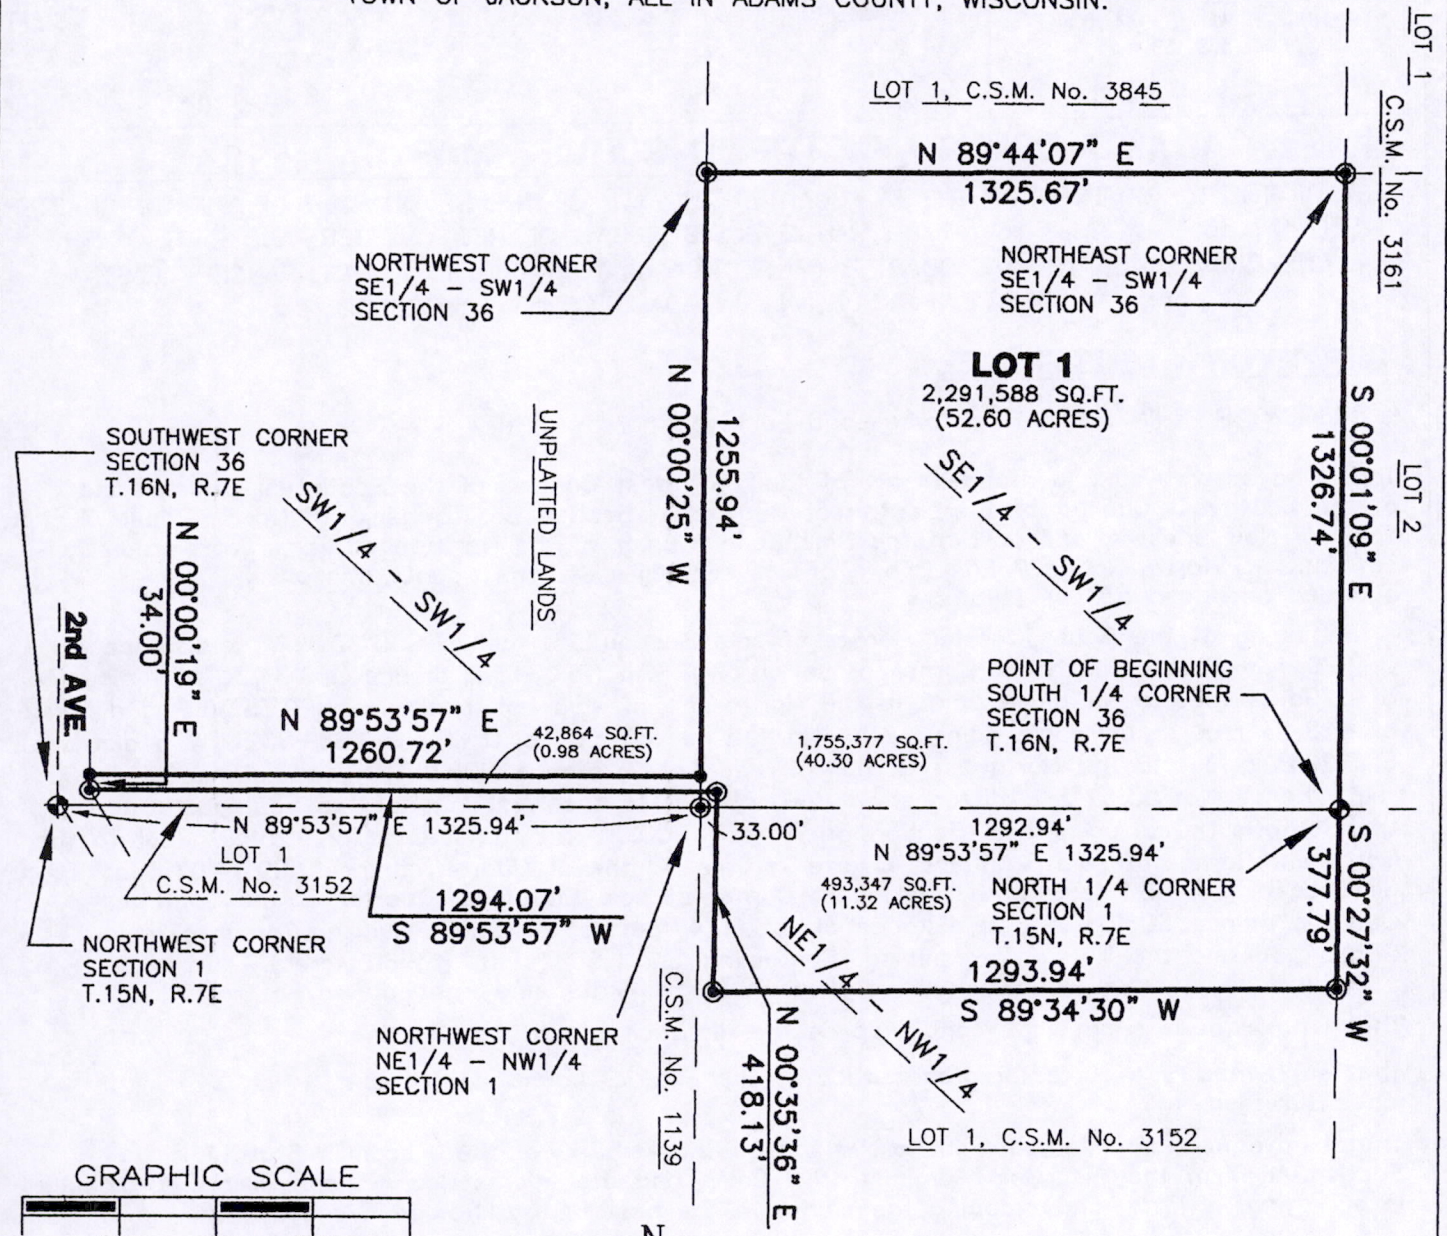 TOWN OF JACKSON, ALL IN ADAMS COUNTY, WISCONSIN.
LOT 1
C.S.M. No. 3161
LOT 2
LOT 1, C.S.M. No. 3845
N 89°44'07" E
1325.67'
NORTHWEST CORNER
SE1/4 - SW1/4
SECTION 36
NORTHEAST CORNER
SE1/4 - SW1/4
SECTION 36
LOT 1
2,291,588 SQ.FT.
(52.60 ACRES)
N 00°00'25" W
1255.94'
S 00°01'09" E
1326.74'
UNPLATTED LANDS
SOUTHWEST CORNER
SECTION 36
T.16N, R.7E
SW1/4 - SW1/4
SE1/4 - SW1/4
N 00°00'19" E
34.00'
2nd AVE.
POINT OF BEGINNING
SOUTH 1/4 CORNER
SECTION 36
T.16N, R.7E
N 89°53'57" E
1260.72'
42,864 SQ.FT.
(0.98 ACRES)
1,755,377 SQ.FT.
(40.30 ACRES)
N 89°53'57" E 1325.94'
33.00'
1292.94'
N 89°53'57" E 1325.94'
LOT
C.S.M. No. 3152
1294.07'
S 89°53'57" W
493,347 SQ.FT.
(11.32 ACRES)
NORTH 1/4 CORNER
SECTION 1
T.15N, R.7E
S 00°27'32" W
377.79'
NORTHWEST CORNER
SECTION 1
T.15N, R.7E
1293.94'
S 89°34'30" W
NE1/4 - NW1/4
NORTHWEST CORNER
NE1/4 - NW1/4
SECTION 1
C.S.M. No. 1139
N 00°35'36" E
418.13'
LOT 1, C.S.M. No. 3152
GRAPHIC SCALE
N